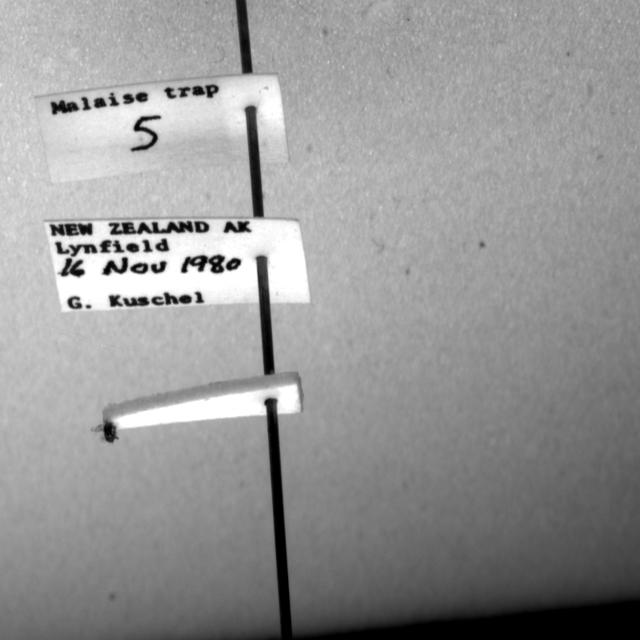 Malaise trap
5
NEW ZEALAND AK
Lynfield
16 Nov 1980
G. Kuschel